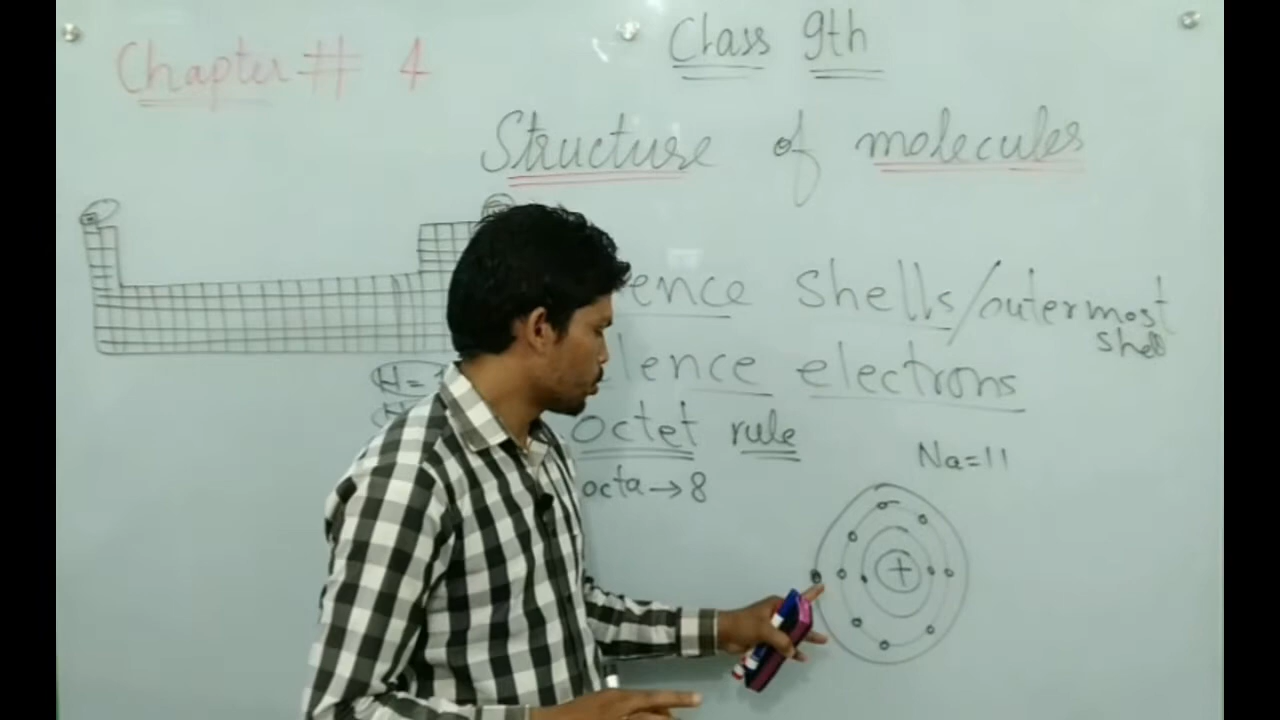 Chapter # 4
Class 9th
Structure of molecules
shells/outermost
shell
electrons
octet rule
octa→8
Na=11
+